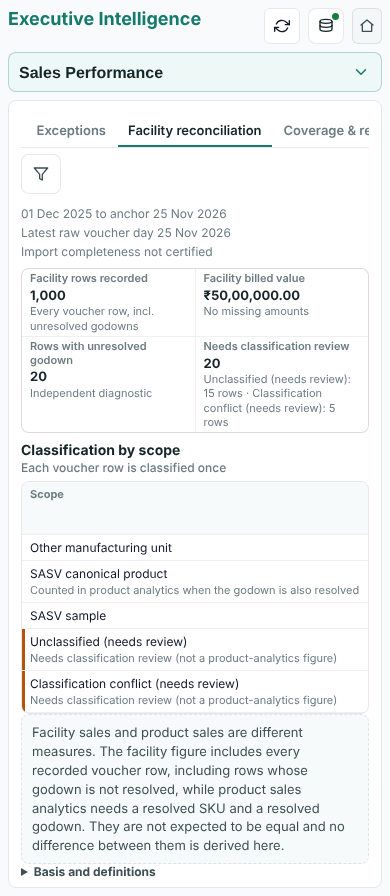 Executive Intelligence
Sales Performance
Exceptions
Facility reconciliation
Coverage & re
01 Dec 2025 to anchor 25 Nov 2026
Latest raw voucher day 25 Nov 2026
Import completeness not certified
Facility rows recorded
1,000
Every voucher row, incl.
unresolved godowns
Facility billed value
₹50,00,000.00
No missing amounts
Rows with unresolved
godown
20
Independent diagnostic
Needs classification review
20
Unclassified (needs review):
15 rows · Classification
conflict (needs review): 5
rows
Classification by scope
Each voucher row is classified once
Scope
Other manufacturing unit
SASV canonical product
Counted in product analytics when the godown is also resolved
SASV sample
Unclassified (needs review)
Needs classification review (not a product-analytics figure)
Classification conflict (needs review)
Needs classification review (not a product-analytics figure)
Facility sales and product sales are different
measures. The facility figure includes every
recorded voucher row, including rows whose
godown is not resolved, while product sales
analytics needs a resolved SKU and a resolved
godown. They are not expected to be equal and no
difference between them is derived here.
Basis and definitions